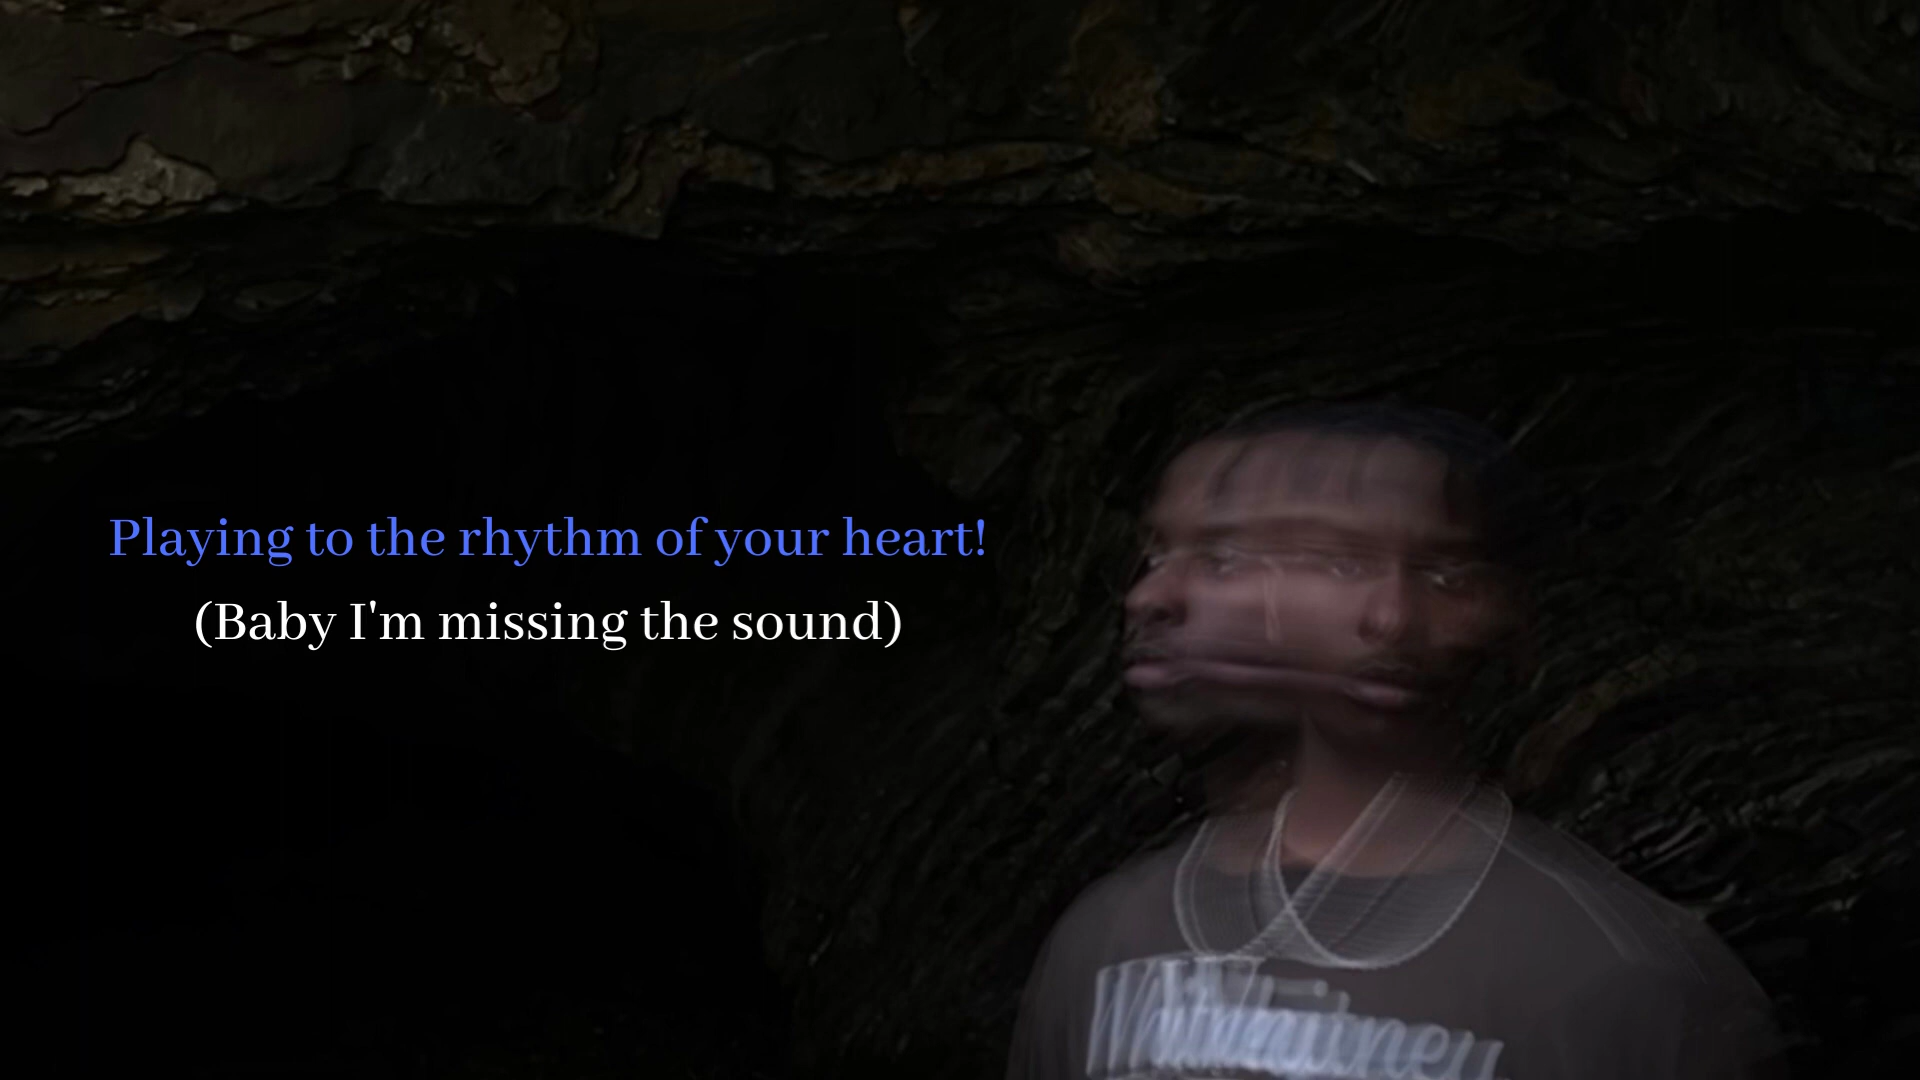 Playing to the rhythm of your heart!
(Baby I'm missing the sound)